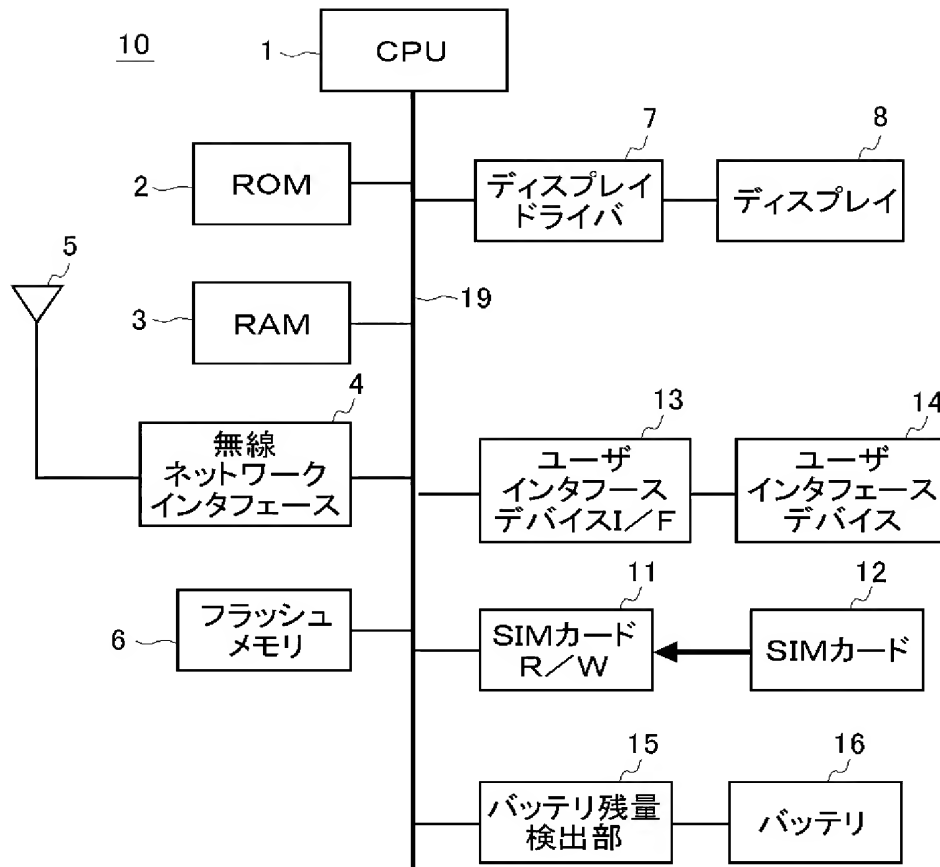 10
1
CPU
2
ROM
7
ディスプレイ
ドライバ
8
ディスプレイ
5
3
RAM
19
4
無線
ネットワーク
インタフェース
13
ユーザ
インタフース
デバイスI/F
14
ユーザ
インタフェース
デバイス
6
フラッシュ
メモリ
11
SIMカード
R/W
12
SIMカード
15
バッテリ残量
検出部
16
バッテリ